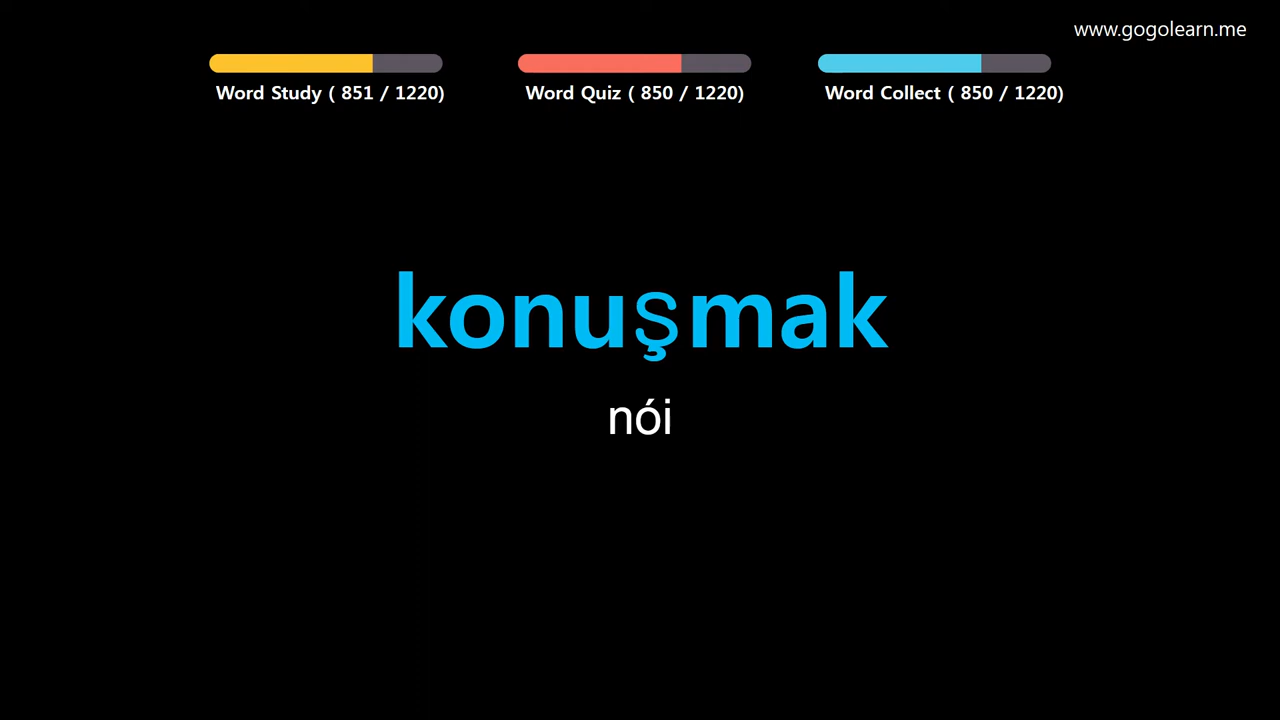 www.gogolearn.me
Word Study ( 851 / 1220)
Word Quiz ( 850 / 1220)
Word Collect ( 850 / 1220)
konuşmak
nói